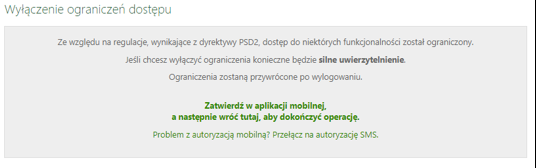 Wyłączenie ograniczeń dostępu
Ze względu na regulacje, wynikające z dyrektywy PSD2, dostęp do niektórych funkcjonalności został ograniczony.
Jeśli chcesz wyłączyć ograniczenia konieczne będzie silne uwierzytelnienie.
Ograniczenia zostaną przywrócone po wylogowaniu.
Zatwierdź w aplikacji mobilnej,
a następnie wróć tutaj, aby dokończyć operację.
Problem z autoryzacją mobilną? Przełącz na autoryzację SMS.